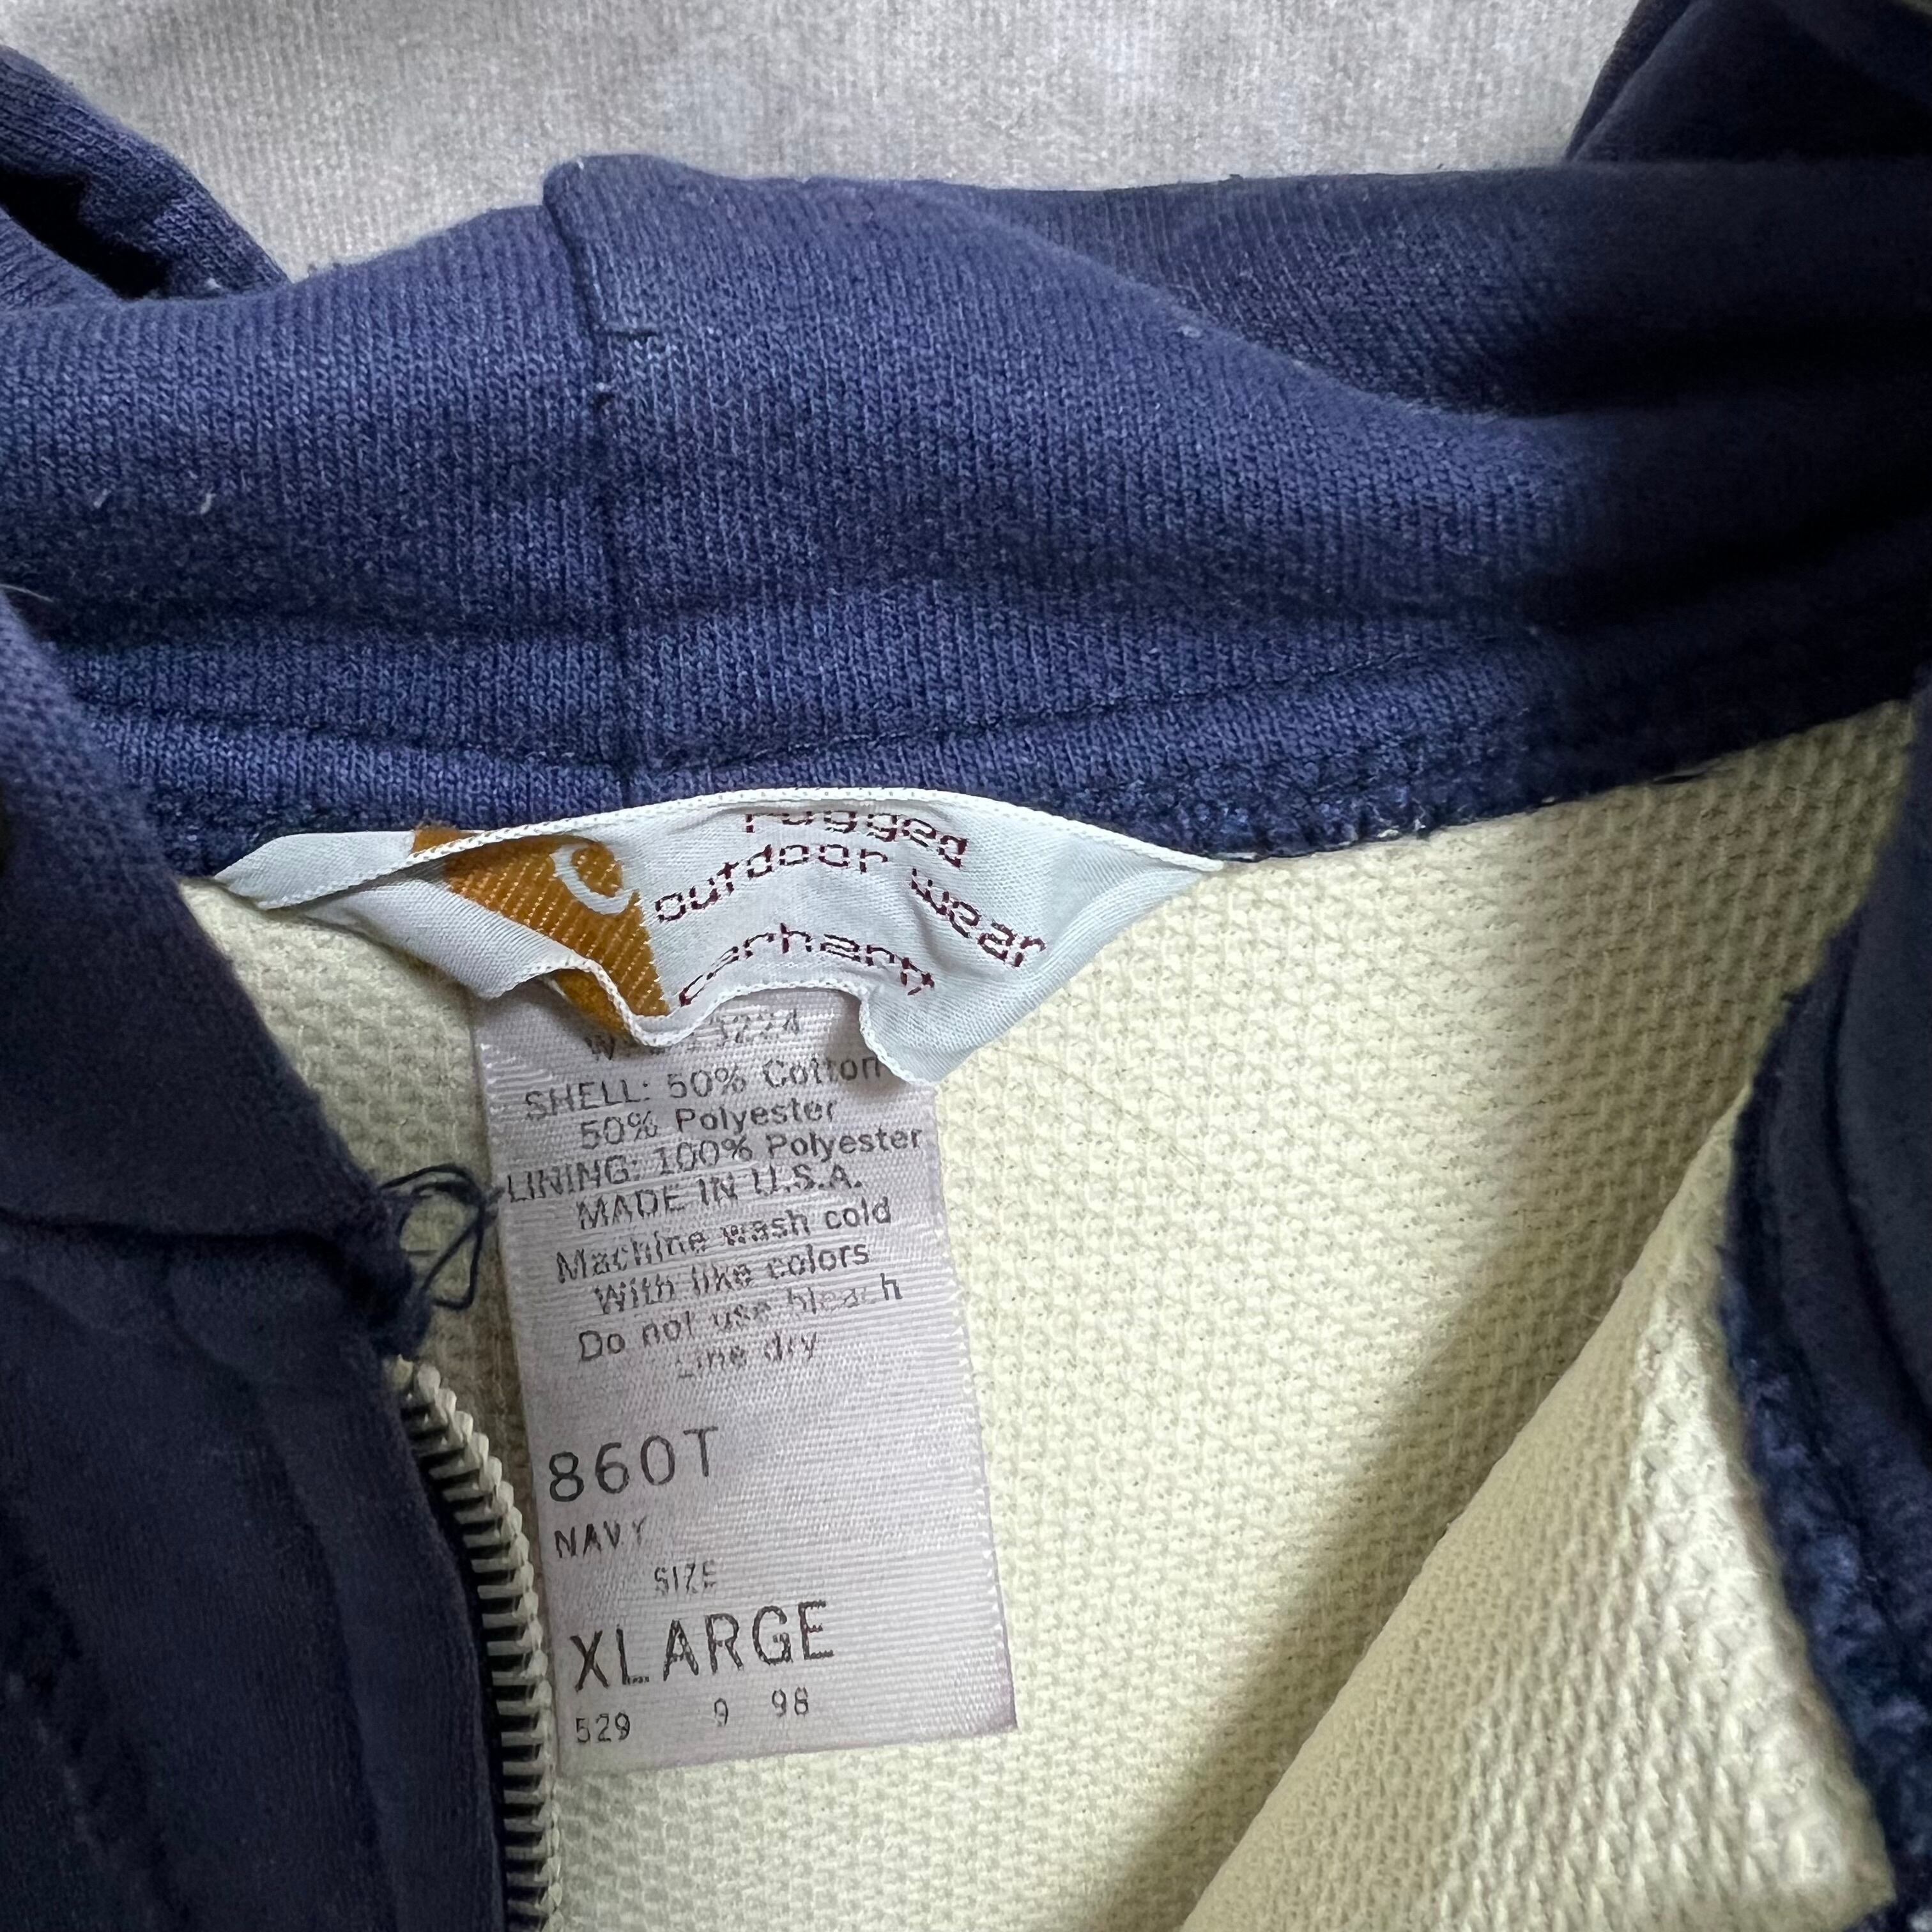 rugged
outdoor wear
carhartt
SHELL: 50% Cotton
50% Polyester
LINING: 100% Polyester
MADE IN U.S.A.
Machine wash cold
With like colors
Do not use bleach
Line dry
860T
NAVY
SIZE
XLARGE
529 9 98